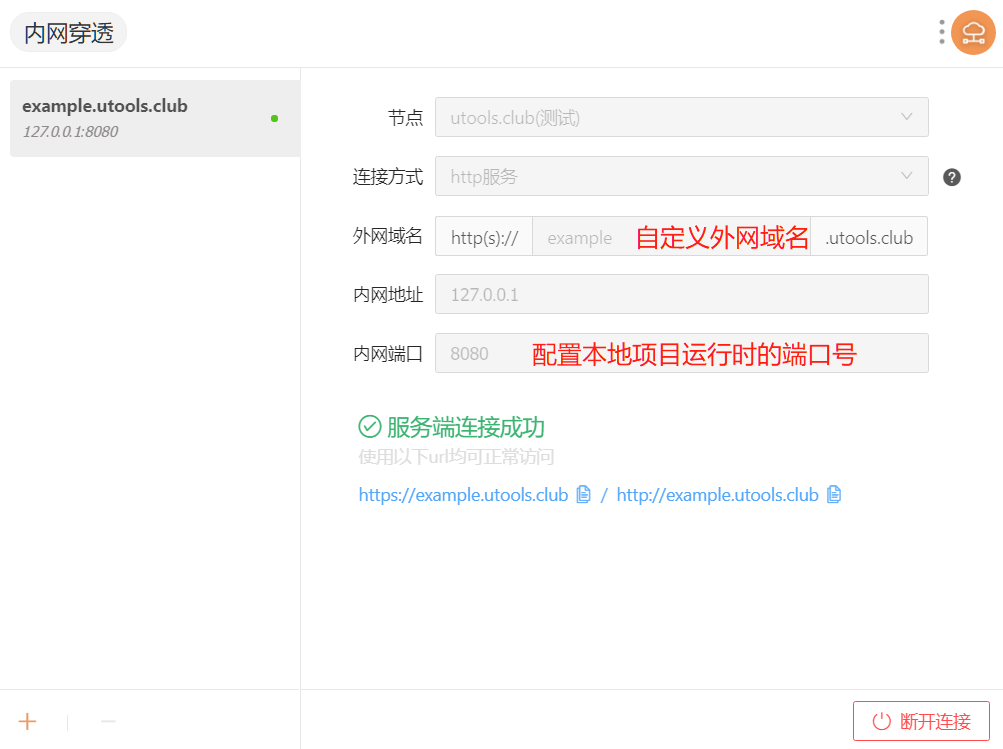 内网穿透
example.utools.club
127.0.0.1:8080
节点 utools.club(测试)
连接方式 http服务 ?
外网域名 http(s):// example 自定义外网域名 .utools.club
内网地址 127.0.0.1
内网端口 8080 配置本地项目运行时的端口号
服务端连接成功
使用以下url均可正常访问
https://example.utools.club / http://example.utools.club
断开连接